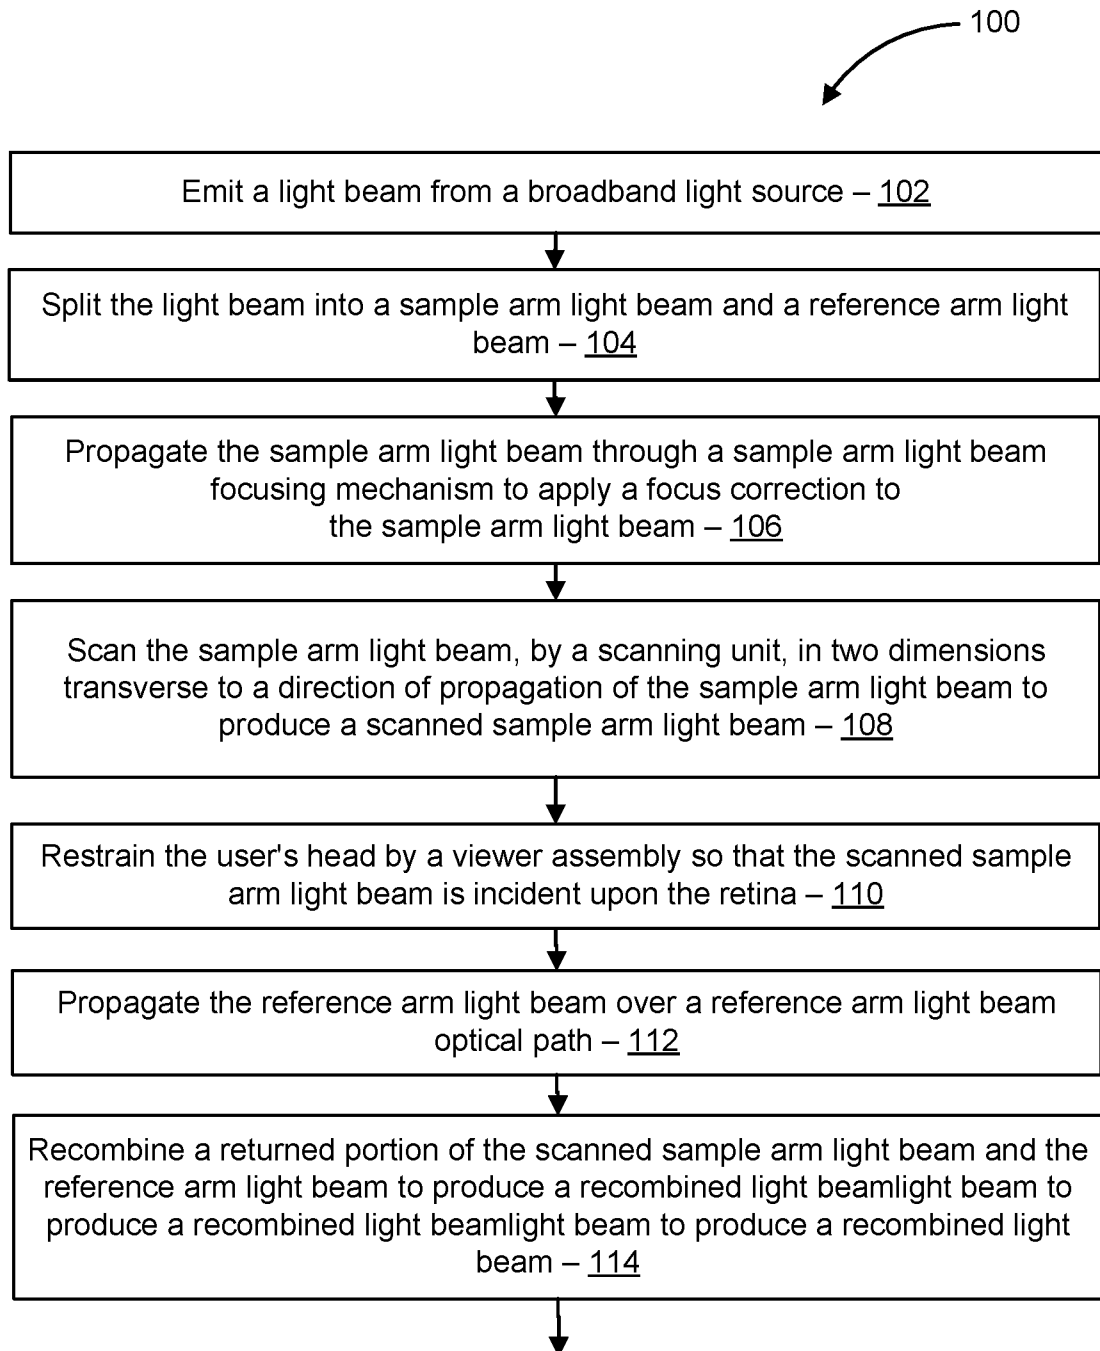 100
Emit a light beam from a broadband light source – 102
Split the light beam into a sample arm light beam and a reference arm light
beam – 104
Propagate the sample arm light beam through a sample arm light beam
focusing mechanism to apply a focus correction to
the sample arm light beam – 106
Scan the sample arm light beam, by a scanning unit, in two dimensions
transverse to a direction of propagation of the sample arm light beam to
produce a scanned sample arm light beam – 108
Restrain the user's head by a viewer assembly so that the scanned sample
arm light beam is incident upon the retina – 110
Propagate the reference arm light beam over a reference arm light beam
optical path – 112
Recombine a returned portion of the scanned sample arm light beam and the
reference arm light beam to produce a recombined light beamlight beam to
produce a recombined light beamlight beam to produce a recombined light
beam – 114